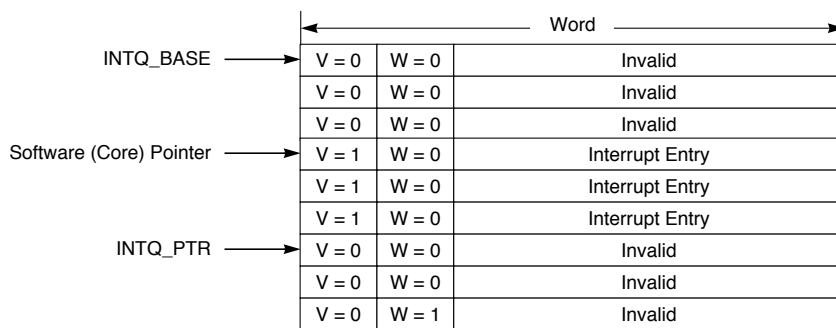 Word
INTQ_BASE V = 0 W = 0 Invalid
V = 0 W = 0 Invalid
V = 0 W = 0 Invalid
Software (Core) Pointer V = 1 W = 0 Interrupt Entry
V = 1 W = 0 Interrupt Entry
V = 1 W = 0 Interrupt Entry
INTQ_PTR V = 0 W = 0 Invalid
V = 0 W = 0 Invalid
V = 0 W = 1 Invalid